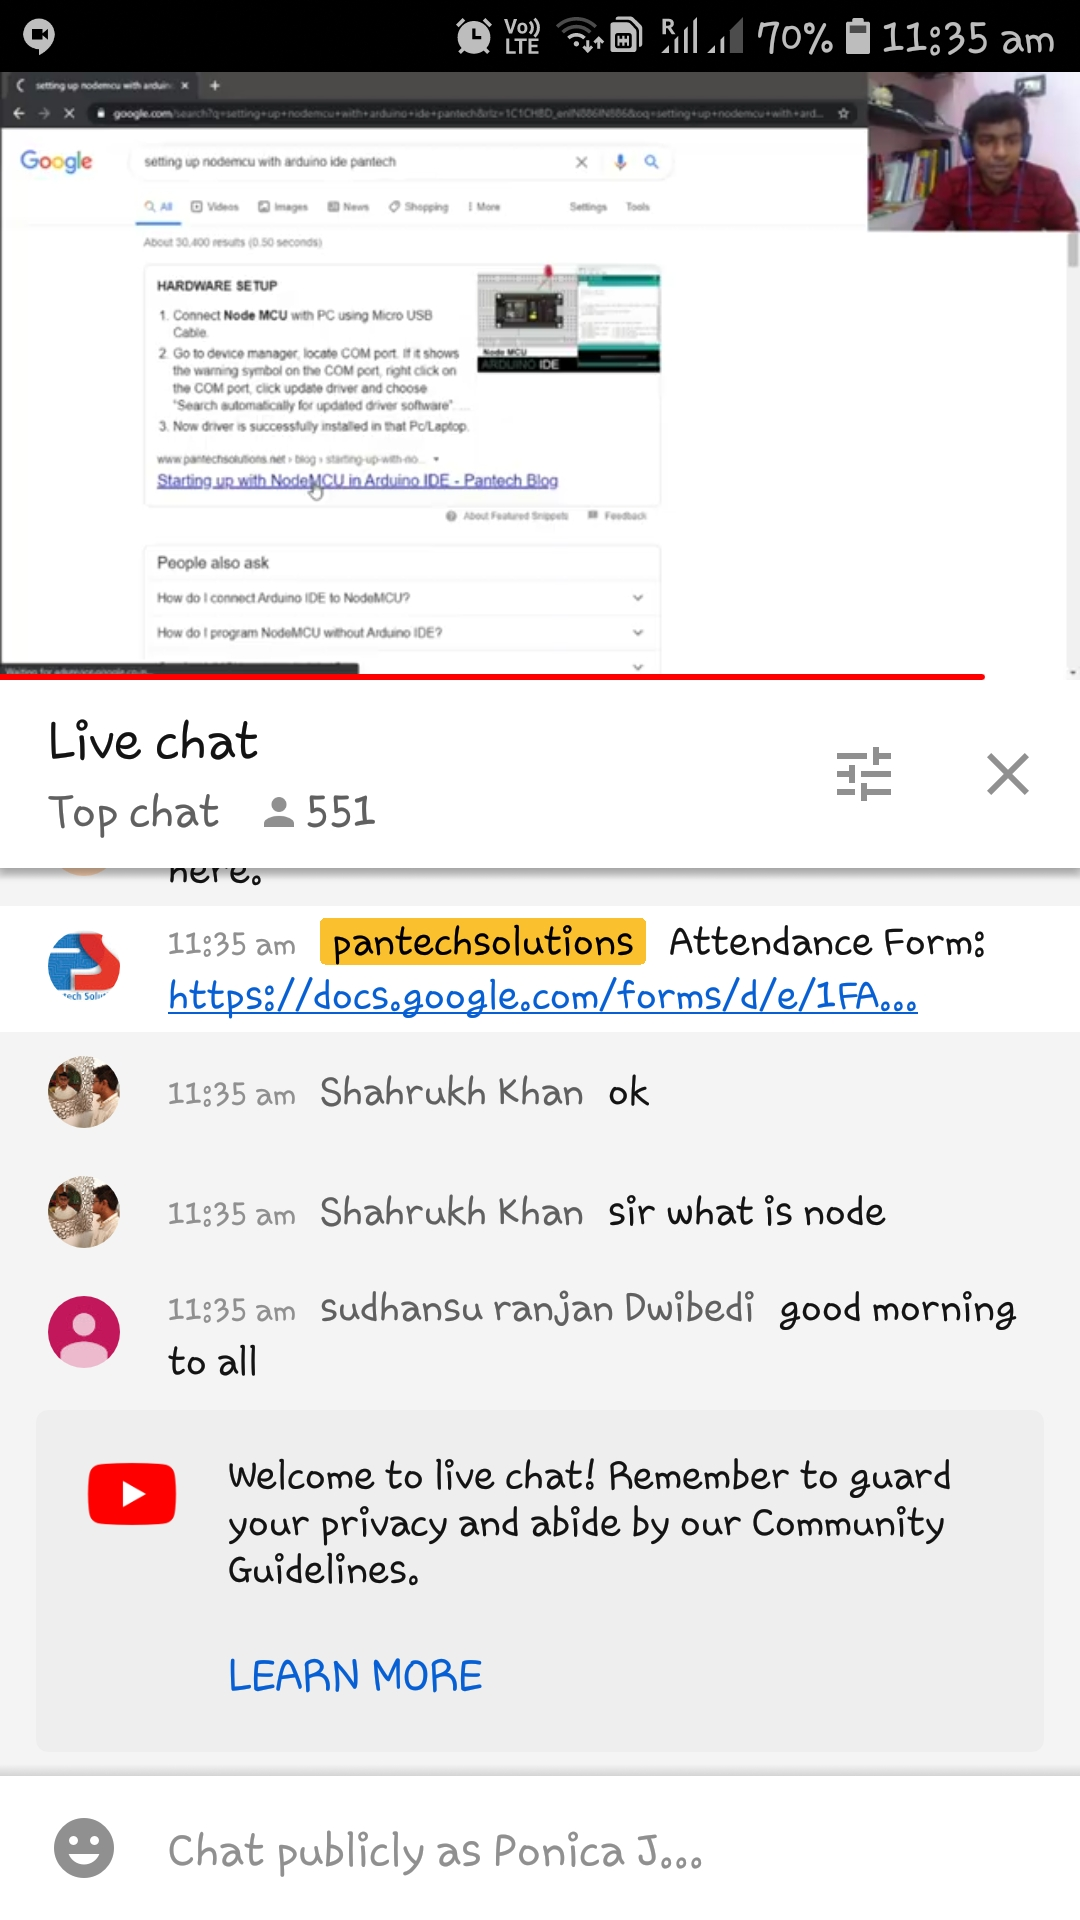 Vo)) LTE R 70% 11:35 am
setting up nodemcu with arduin
Google
setting up nodemcu with arduino ide pantech
All Videos Images News Shopping More Settings Tools
About 30,400 results (0.50 seconds)
HARDWARE SETUP
1. Connect Node MCU with PC using Micro USB
Cable.
2. Go to device manager, locate COM port. If it shows
the warning symbol on the COM port, right click on
the COM port, click update driver and choose
"Search automatically for updated driver software". ...
3. Now driver is successfully installed in that Pc/Laptop.
Node MCU
ARDUINO IDE
www.pantechsolutions.net › blog › starting-up-with-no...
Starting up with NodeMCU in Arduino IDE - Pantech Blog
About Featured Snippets Feedback
People also ask
How do I connect Arduino IDE to NodeMCU?
How do I program NodeMCU without Arduino IDE?
Live chat
Top chat 551
here.
11:35 am pantechsolutions Attendance Form:
https://docs.google.com/forms/d/e/1FA...
11:35 am Shahrukh Khan ok
11:35 am Shahrukh Khan sir what is node
11:35 am sudhansu ranjan Dwibedi good morning
to all
Welcome to live chat! Remember to guard
your privacy and abide by our Community
Guidelines.
LEARN MORE
Chat publicly as Ponica J...